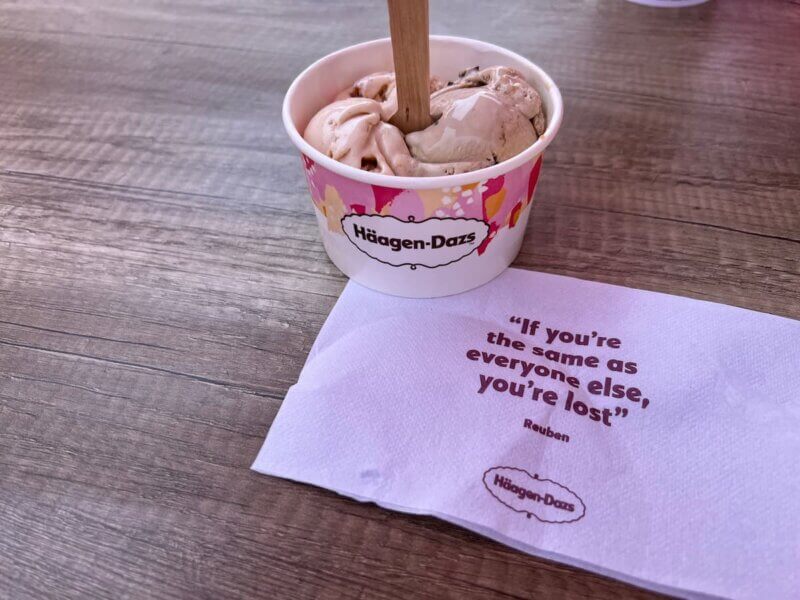 Häagen-Dazs
“If you’re
the same as
everyone else,
you’re lost”
Reuben
Häagen-Dazs